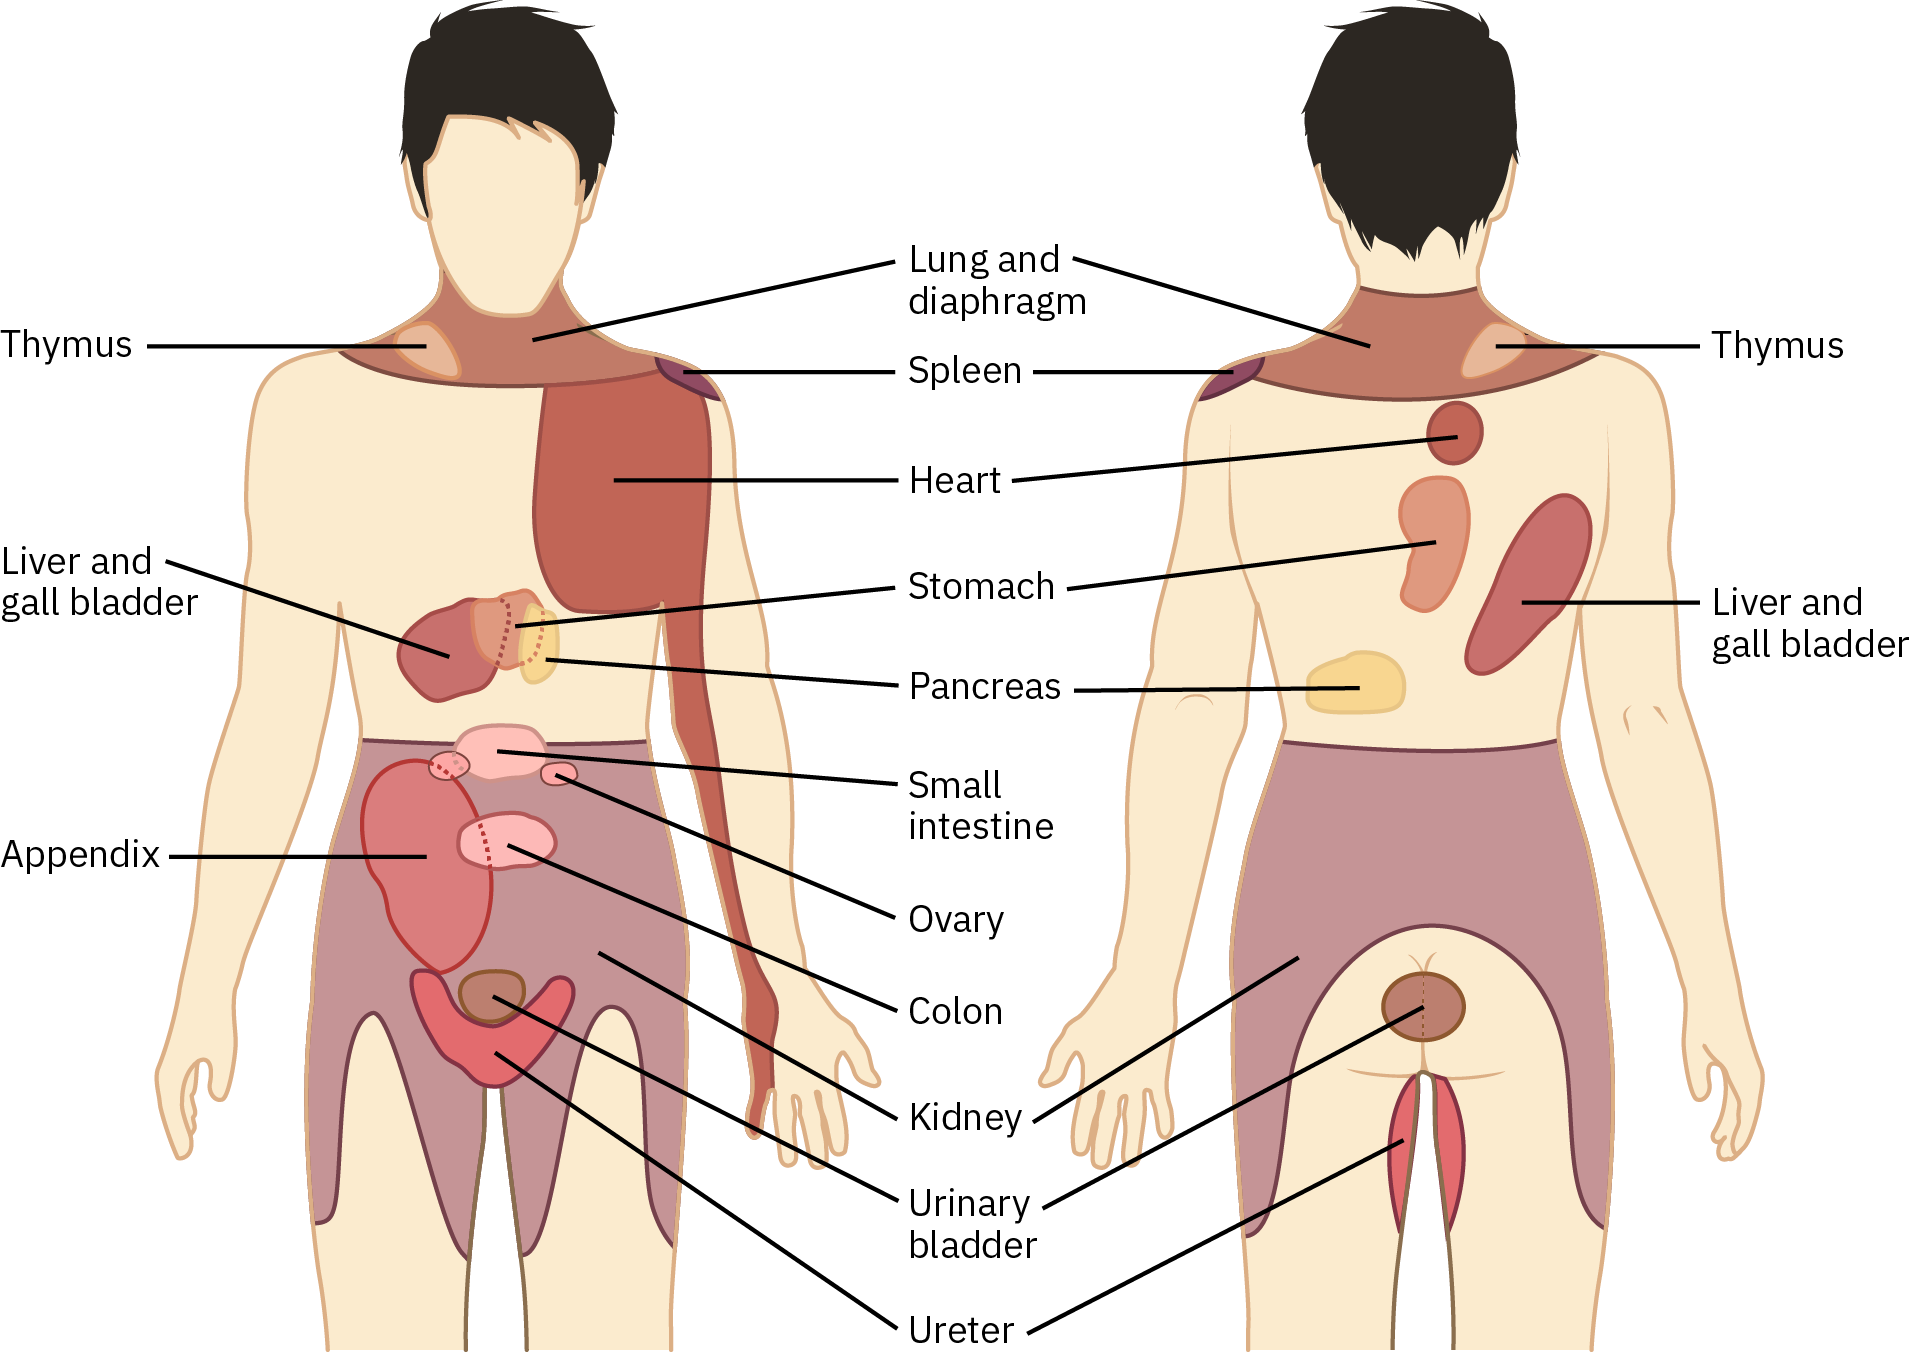 Lung and
diaphragm
Thymus
Thymus
Spleen
Heart
Liver and
gall bladder
Stomach
Liver and
gall bladder
Pancreas
Small
intestine
Appendix
Ovary
Colon
Kidney
Urinary
bladder
Ureter